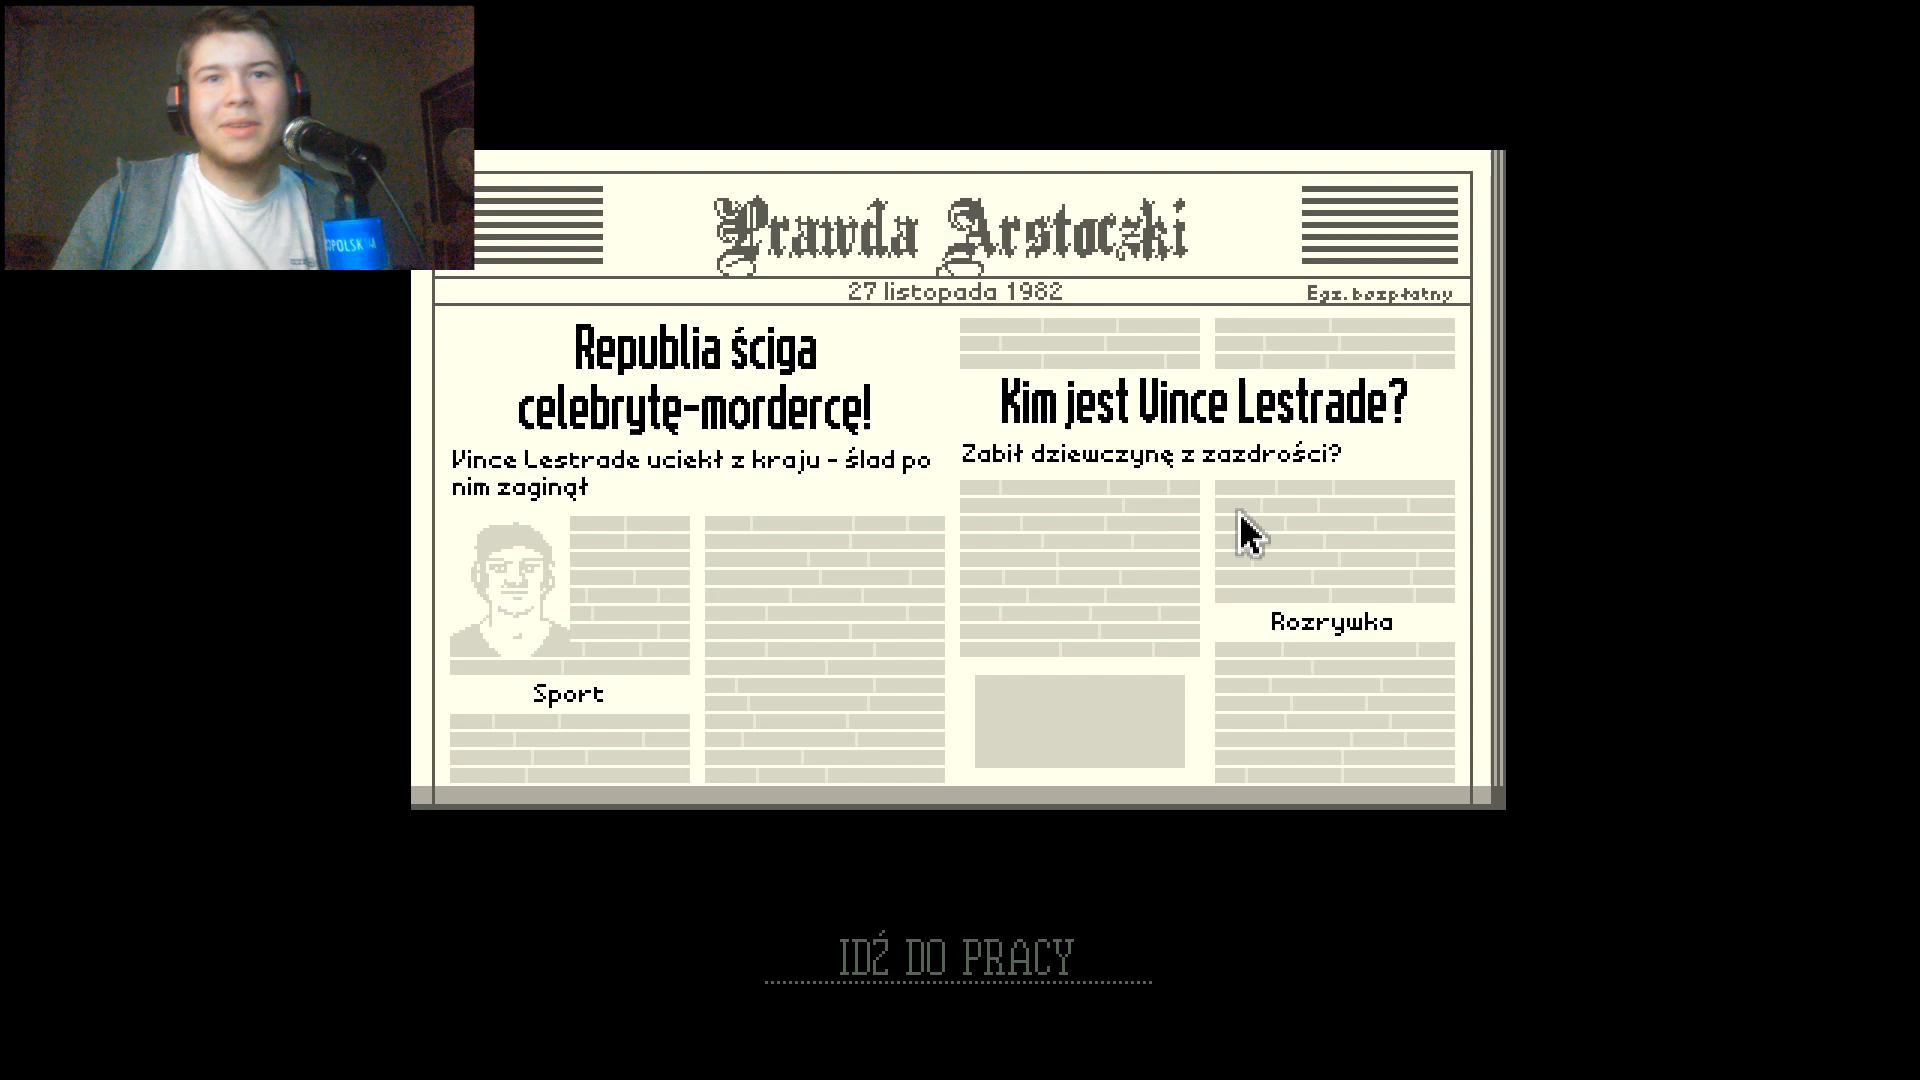 OPOLSK
Prawda Arstoczki
27 listopada 1982
Egz. bezpłatny
Republia ściga
celebrytę-mordercę!
Vince Lestrade uciekł z kraju - ślad po
nim zaginął
Sport
Kim jest Vince Lestrade?
Zabił dziewczynę z zazdrości?
Rozrywka
IDŹ DO PRACY